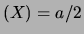 (X) = a/2